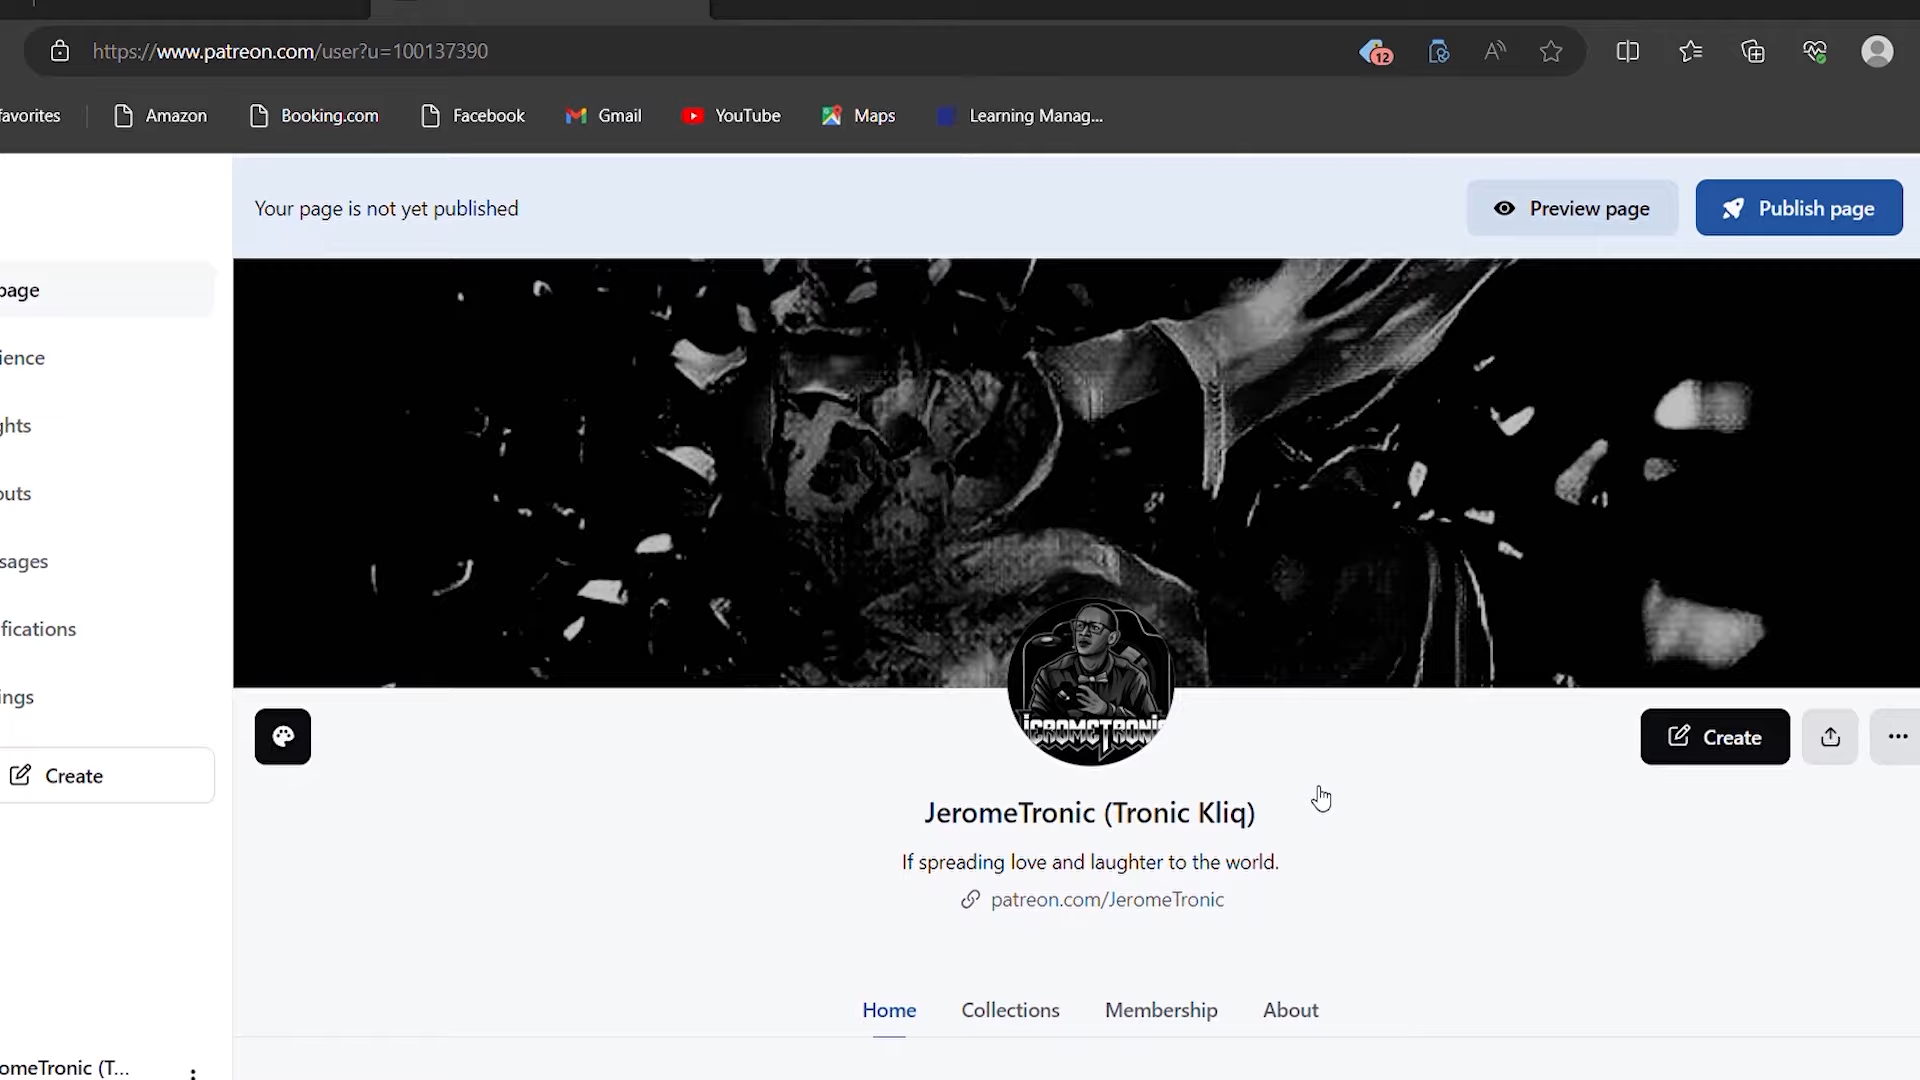 https://www.patreon.com/user?u=100137390
12
favorites
Amazon
Booking.com
Facebook
Gmail
YouTube
Maps
Learning Manag...
Your page is not yet published
Preview page
Publish page
page
ience
ghts
outs
sages
fications
ings
Create
JEROMETRONIC
Create
JeromeTronic (Tronic Kliq)
If spreading love and laughter to the world.
patreon.com/JeromeTronic
Home
Collections
Membership
About
omeTronic (T...